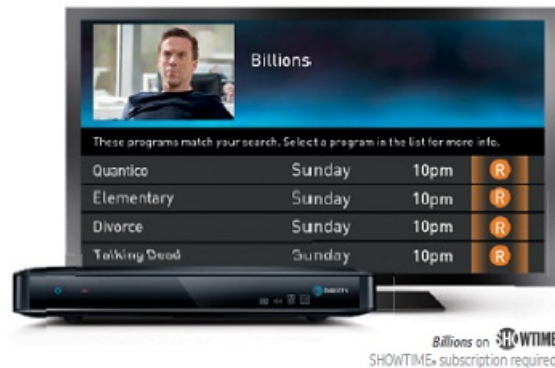 Billions
These programs match your search. Select a program in the list for more info.
Quantico Sunday 10pm R
Elementary Sunday 10pm R
Divorce Sunday 10pm R
Talking Dead Sunday 10pm R
DIRECTV
Billions on SHOWTIME
SHOWTIME® subscription required